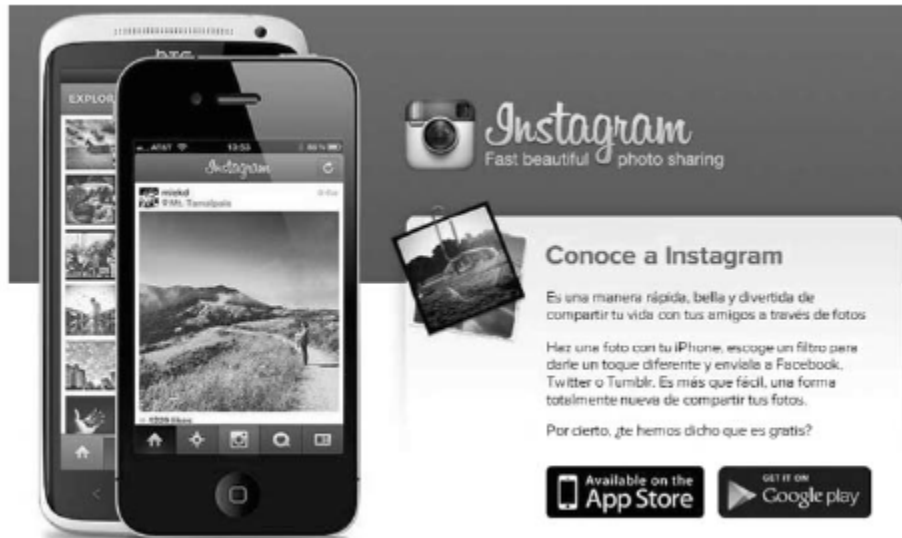 htc
EXPLOR
AT&T 13:53
Instagram
miekd
Mt. Tamalpais
likes
Instagram
Fast beautiful photo sharing
Conoce a Instagram
Es una manera rápida, bella y divertida de
compartir tu vida con tus amigos a través de fotos
Haz una foto con tu iPhone, escoge un filtro para
darle un toque diferente y envíala a Facebook,
Twitter o Tumblr. Es más que fácil, una forma
totalmente nueva de compartir tus fotos.
Por cierto, ¿te hemos dicho que es gratis?
Available on the
App Store
GET IT ON
Google play